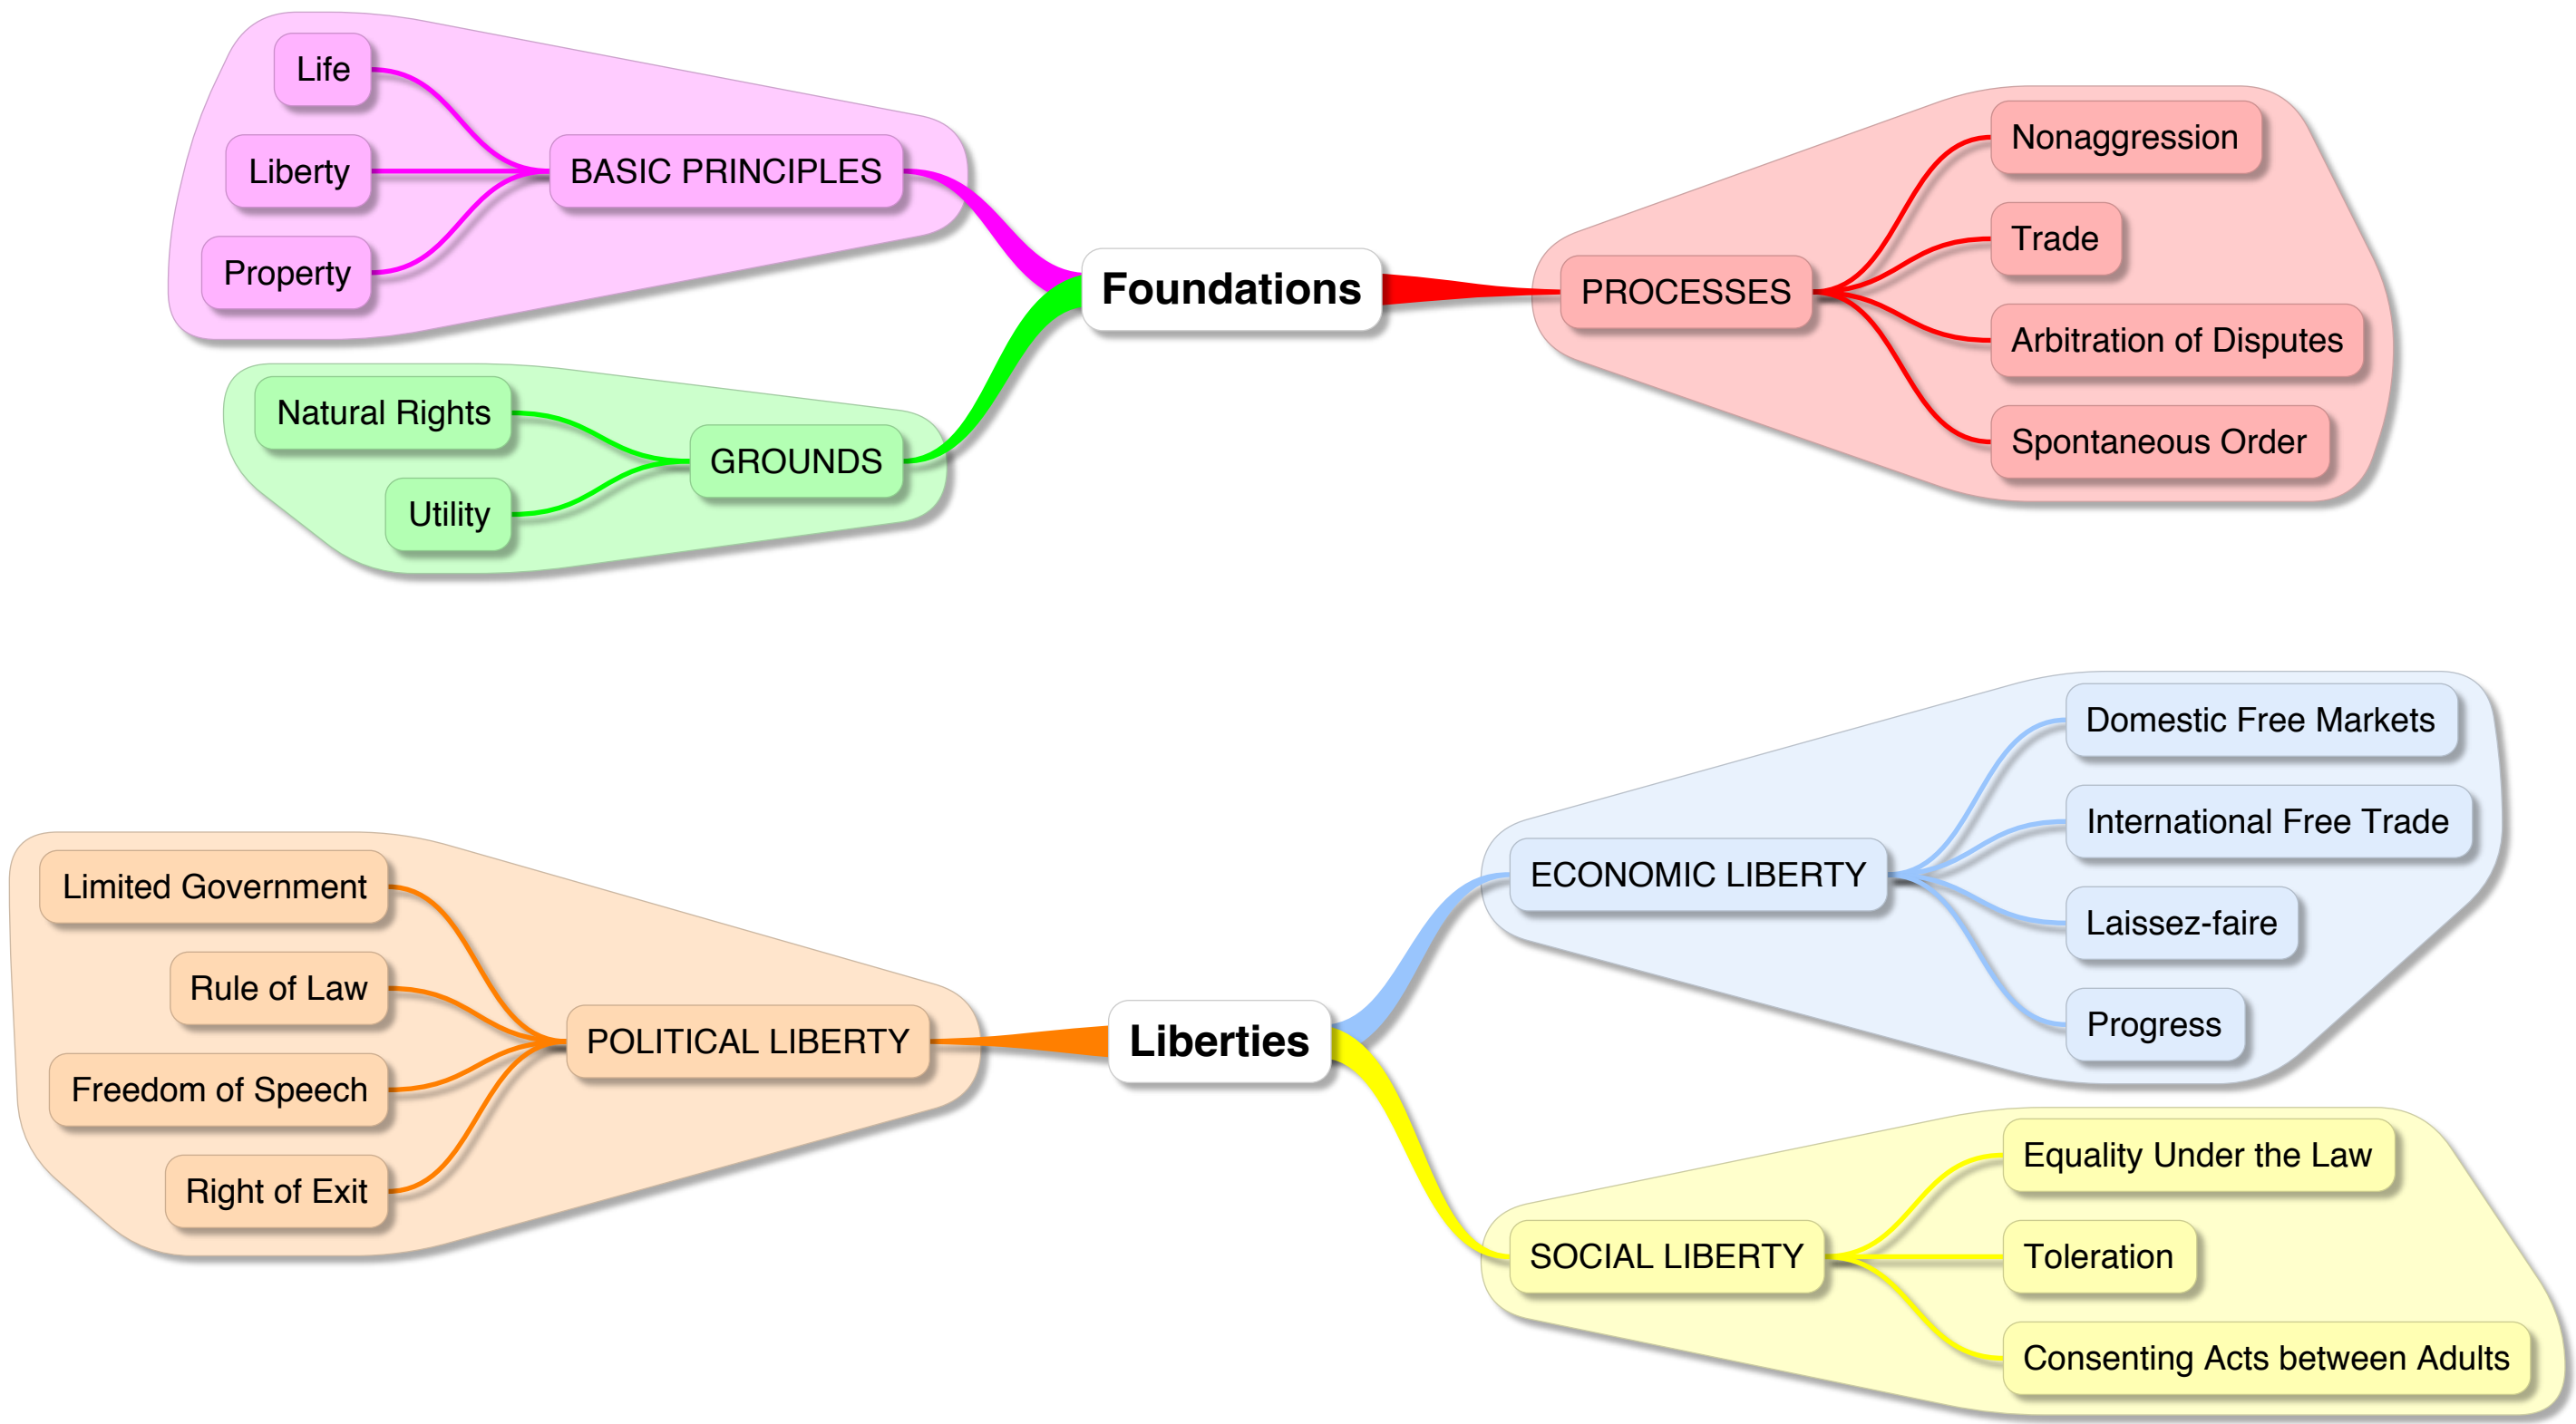 Foundations
BASIC PRINCIPLES
Life
Liberty
Property
GROUNDS
Natural Rights
Utility
PROCESSES
Nonaggression
Trade
Arbitration of Disputes
Spontaneous Order
Liberties
POLITICAL LIBERTY
Limited Government
Rule of Law
Freedom of Speech
Right of Exit
ECONOMIC LIBERTY
Domestic Free Markets
International Free Trade
Laissez-faire
Progress
SOCIAL LIBERTY
Equality Under the Law
Toleration
Consenting Acts between Adults